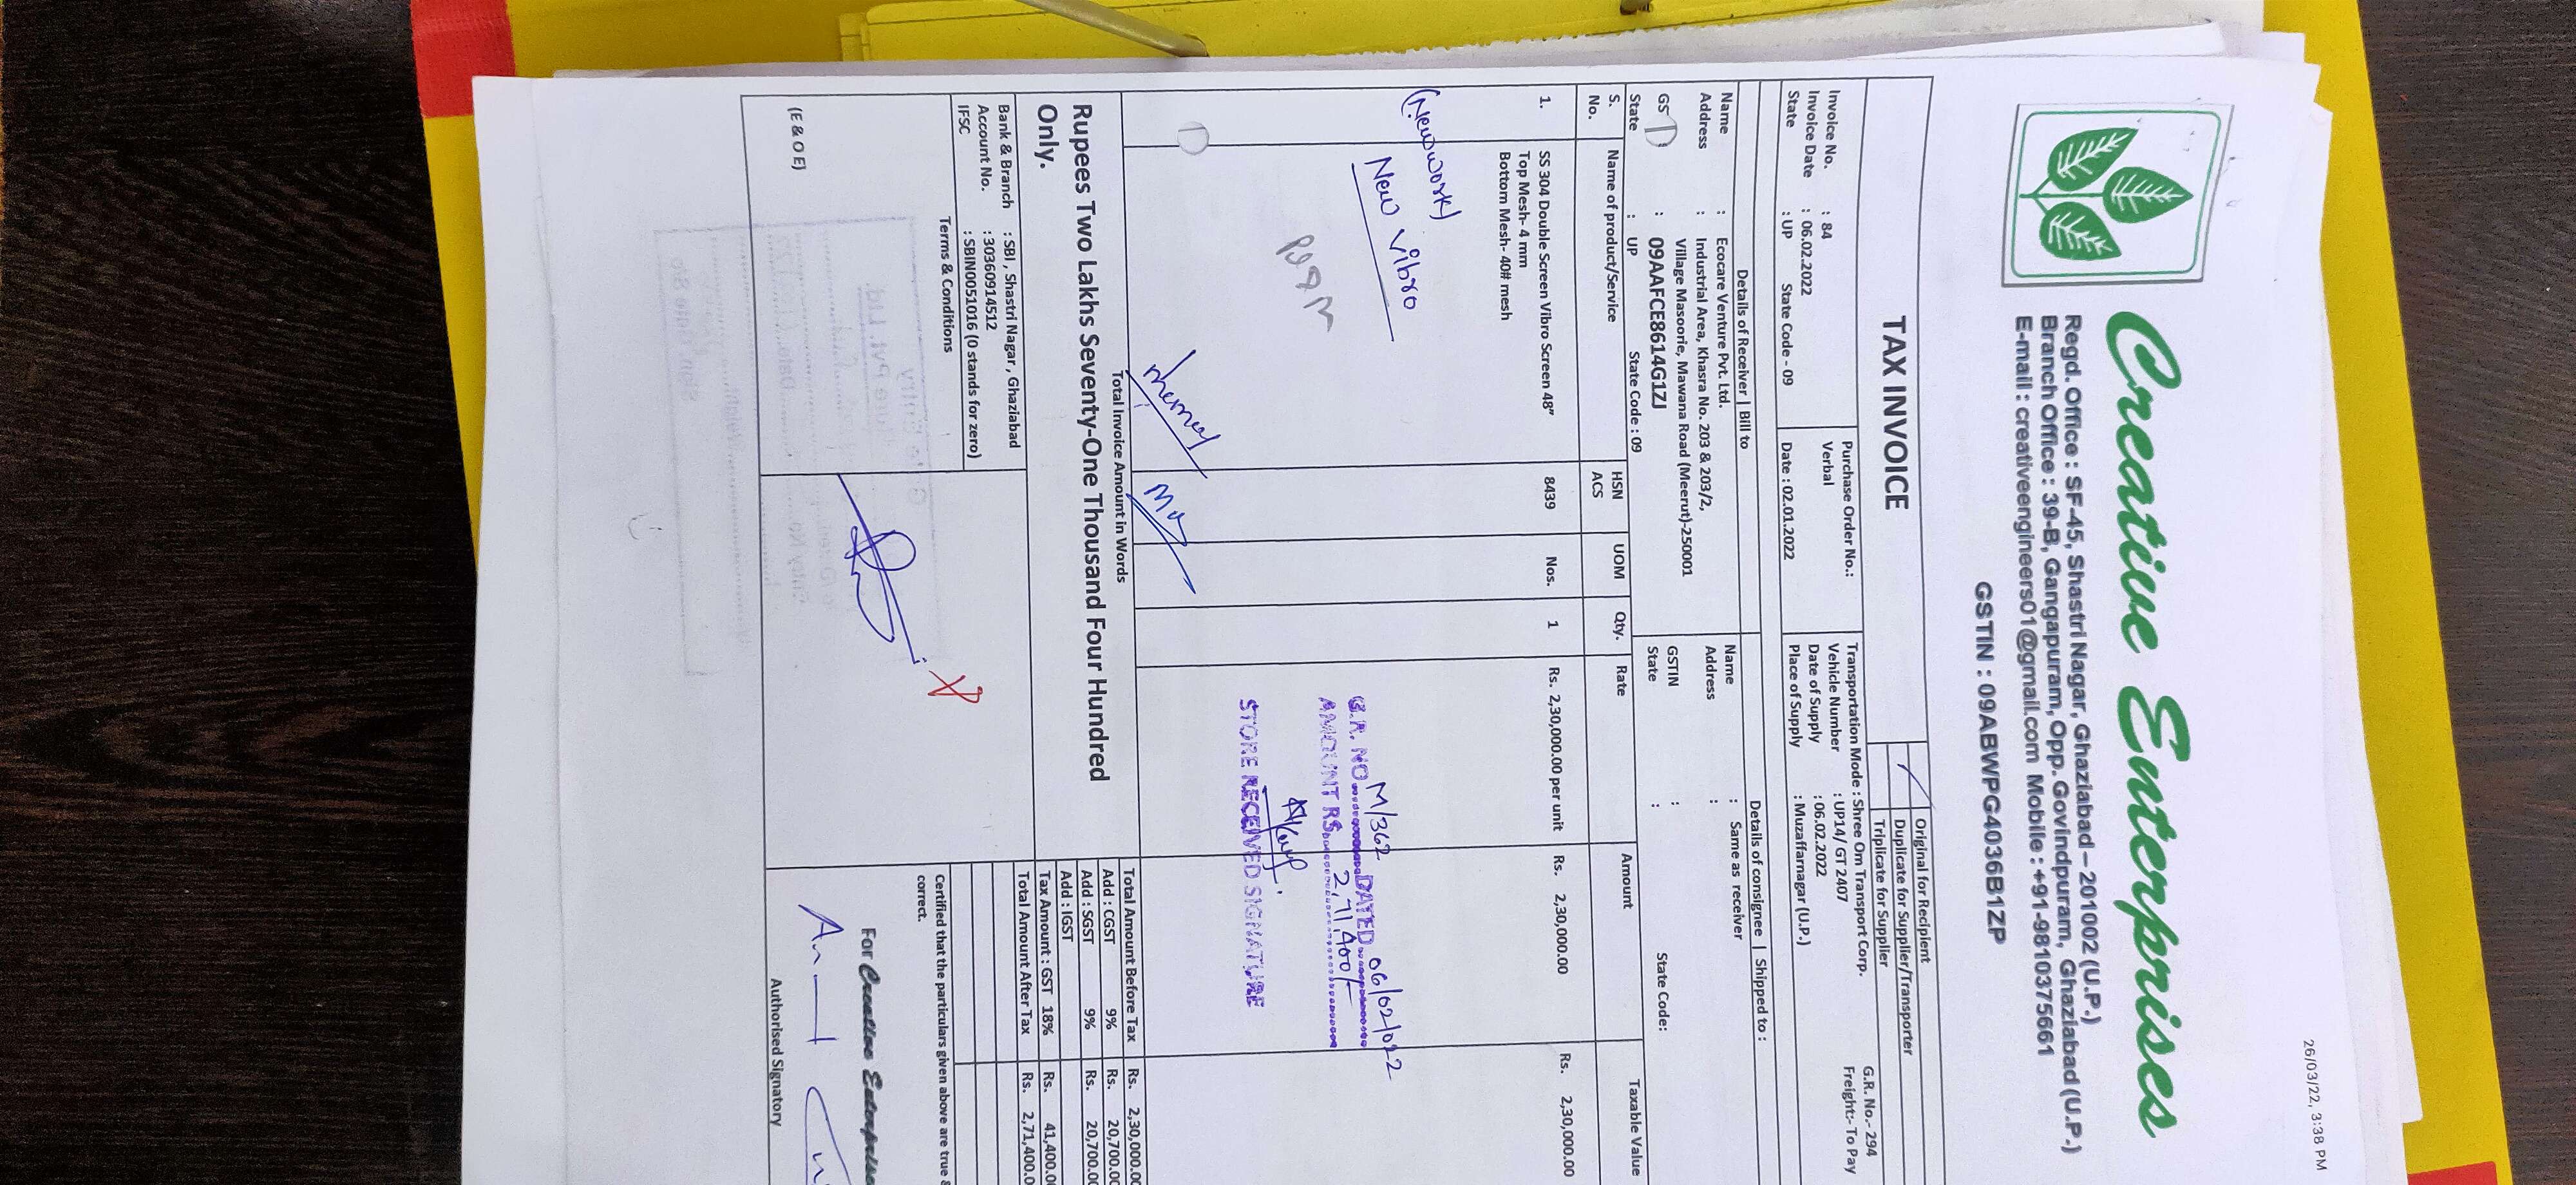 26/03/22, 3:38 PM
Creative Enterprises
Regd. Office : SF-45, Shastri Nagar, Ghaziabad – 201002 (U.P.)
Branch Office : 39-B, Gangapuram, Opp. Govindpuram, Ghaziabad (U.P.)
E-mail : creativeengineers01@gmail.com Mobile : +91-9810375661
GSTIN : 09ABWPG4036B1ZP
TAX INVOICE
Original for Recipient
Duplicate for Supplier/Transporter
Triplicate for Supplier
Invoice No. : 84
Invoice Date : 06.02.2022
State : UP State Code - 09
Purchase Order No.:
Verbal
Date : 02.01.2022
Transportation Mode : Shree Om Transport Corp.
Vehicle Number : UP14/ GT 2407
Date of Supply : 06.02.2022
Place of Supply : Muzaffarnagar (U.P.)
G.R. No.- 294
Freight:- To Pay
Details of Receiver | Bill to
Name : Ecocare Venture Pvt. Ltd.
Address : Industrial Area, Khasra No. 203 & 203/2,
Village Masoorie, Mawana Road (Meerut)-250001
GS : 09AAFCE8614G1ZJ
State : UP State Code : 09
Details of consignee | Shipped to :
Name : Same as receiver
Address :
GSTIN :
State : State Code:
S. No. Name of product/Service HSN ACS UOM Qty. Rate Amount Taxable Value
1. SS 304 Double Screen Vibro Screen 48" 8439 Nos. 1 Rs. 2,30,000.00 per unit Rs. 2,30,000.00 Rs. 2,30,000.00
Top Mesh- 4 mm
Bottom Mesh- 40# mesh
(New work)
New Vibro
P&M
G.R. NO. M/362 DATED 06/02/022
AMOUNT RS. 2,71,400/-
STORE RECEIVED SIGNATURE
Total Invoice Amount in Words
Rupees Two Lakhs Seventy-One Thousand Four Hundred
Only.
Total Amount Before Tax Rs. 2,30,000.00
Add : CGST 9% Rs. 20,700.00
Add : SGST 9% Rs. 20,700.00
Add : IGST
Tax Amount : GST 18% Rs. 41,400.00
Total Amount After Tax Rs. 2,71,400.0
Bank & Branch : SBI , Shastri Nagar , Ghaziabad
Account No. : 30360914512
IFSC : SBIN0051016 (0 stands for zero)
Terms & Conditions
(E & O E)
Certified that the particulars given above are true &
correct.
For Creative Enterprises
Authorised Signatory